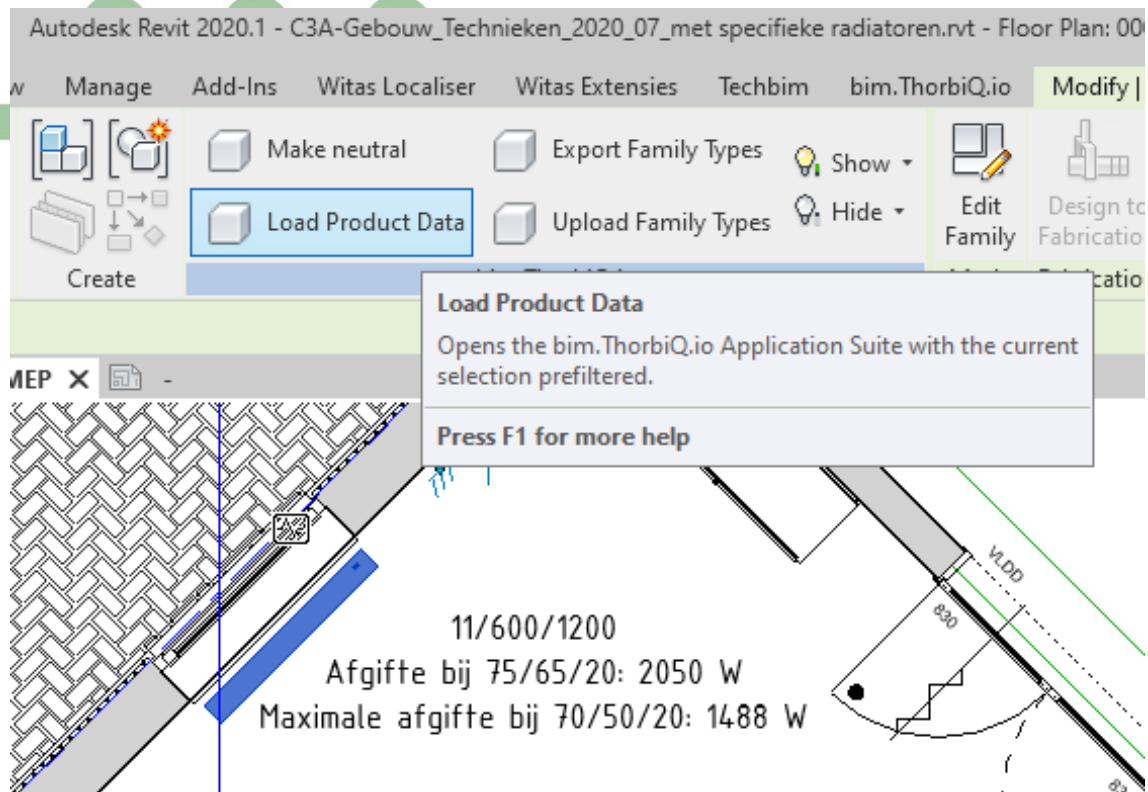 Autodesk Revit 2020.1 - C3A-Gebouw_Technieken_2020_07_met specifieke radiatoren.rvt - Floor Plan: 00
Manage Add-Ins Witas Localiser Witas Extensies Techbim bim.ThorbiQ.io Modify |
Make neutral Export Family Types Show
Load Product Data Upload Family Types Hide
Edit Family
Design to
Fabricatio
Create
Load Product Data
Opens the bim.ThorbiQ.io Application Suite with the current
selection prefiltered.
Press F1 for more help
MEP
VLDD
830
11/600/1200
Afgifte bij 75/65/20: 2050 W
Maximale afgifte bij 70/50/20: 1488 W